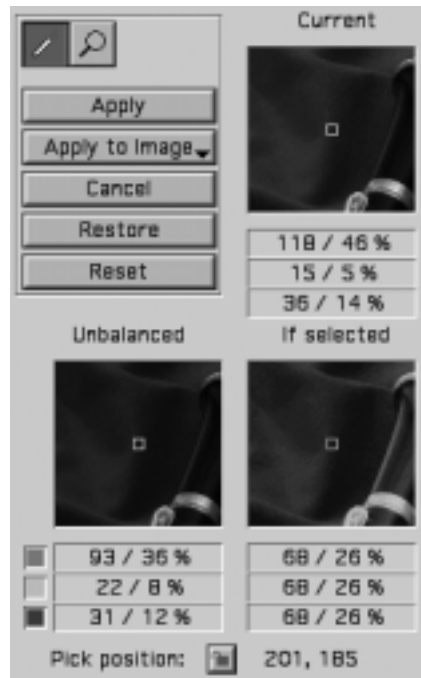 Current
Apply
Apply to Image
Cancel
Restore
Reset
118 / 46 %
15 / 5 %
36 / 14 %
Unbalanced
If selected
93 / 36 %
22 / 8 %
31 / 12 %
68 / 26 %
68 / 26 %
68 / 26 %
Pick position: 201, 185